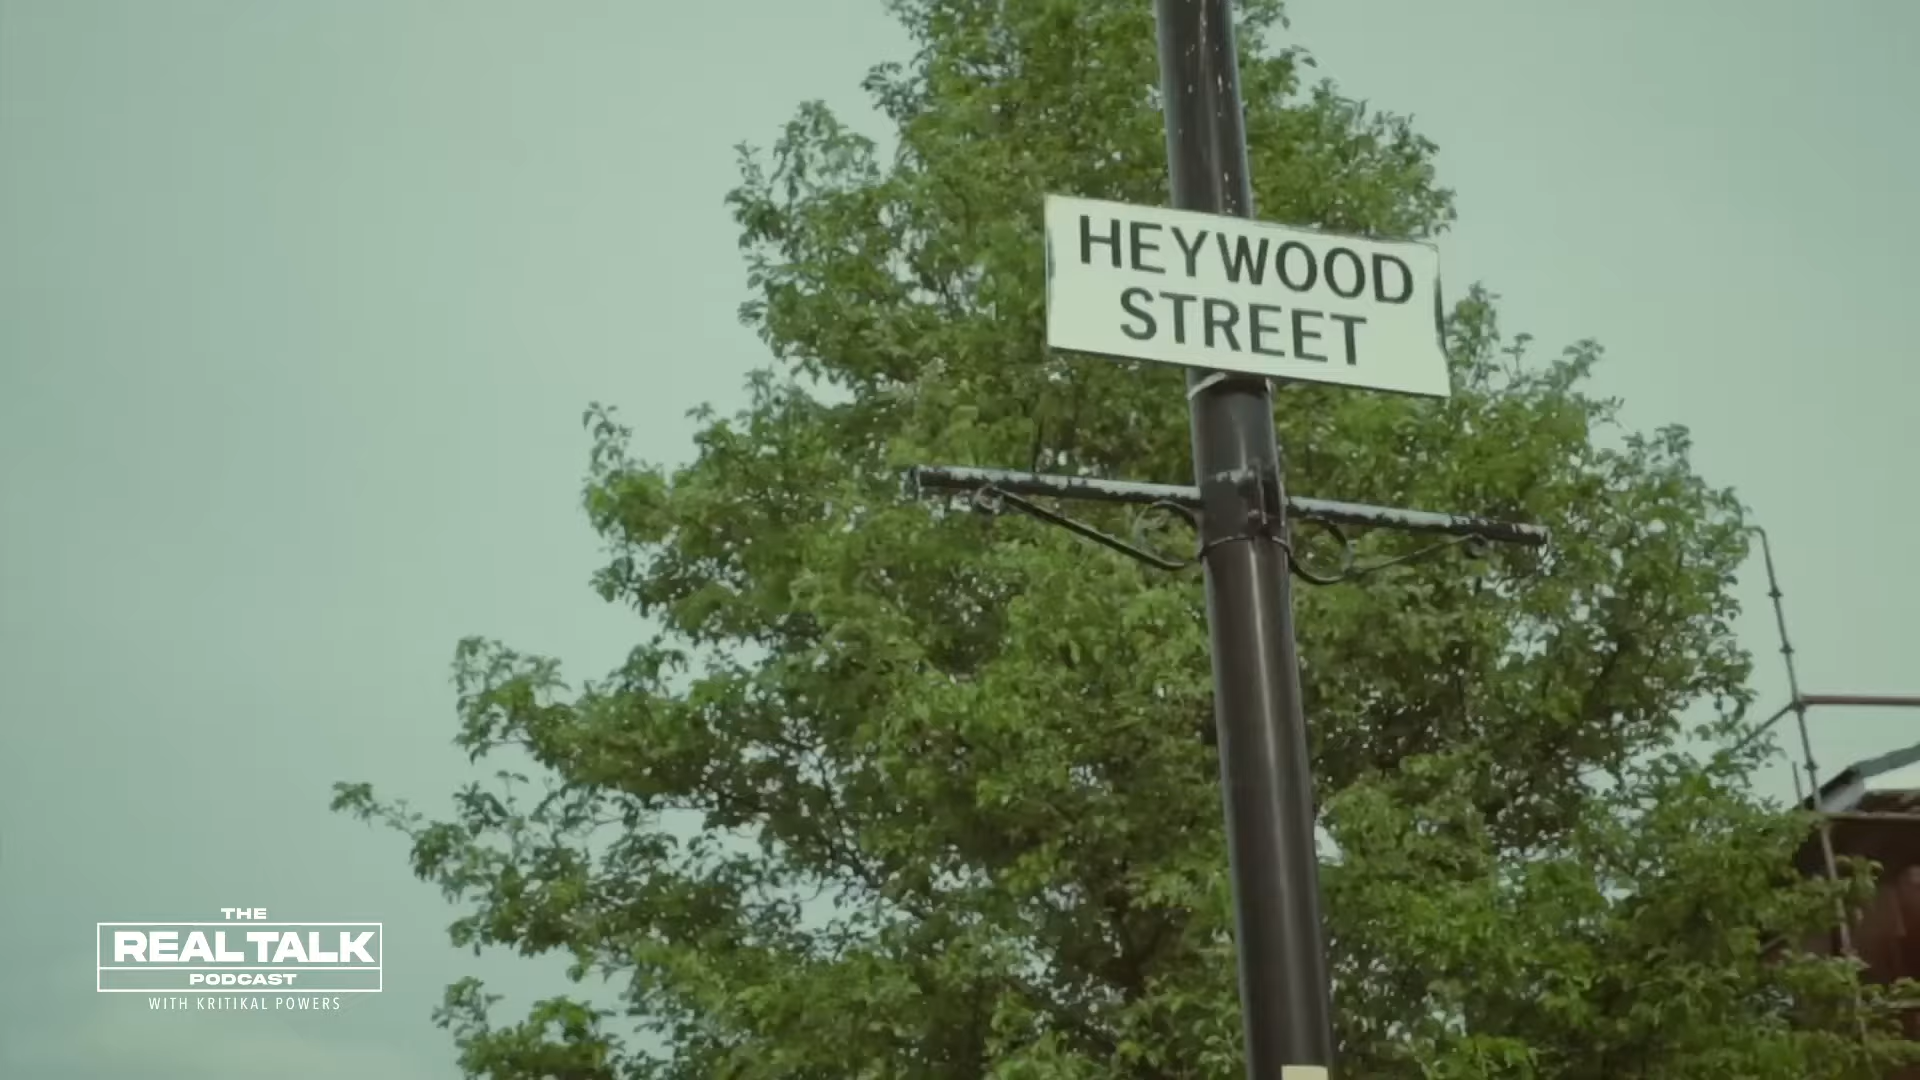 HEYWOOD
STREET
THE
REAL TALK
PODCAST
WITH KRITIKAL POWERS